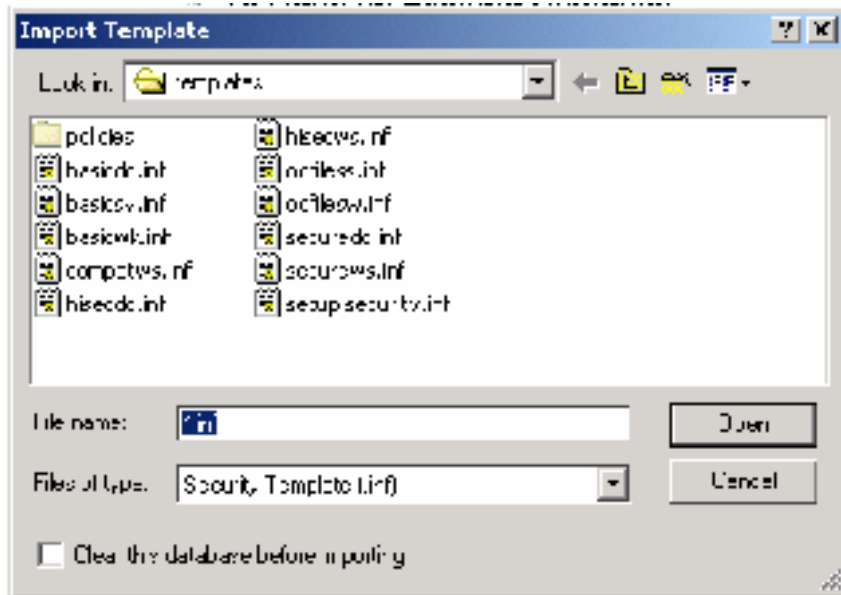 Import Template
Look in: templates
policies
basicdc.inf
basicsv.inf
basicwk.inf
compatws.inf
hisecdc.inf
hisecws.inf
ocfiless.inf
ocfilesw.inf
securedc.inf
securews.inf
setup security.inf
File name:
Open
Files of type: Security Template (.inf)
Cancel
Clear this database before importing